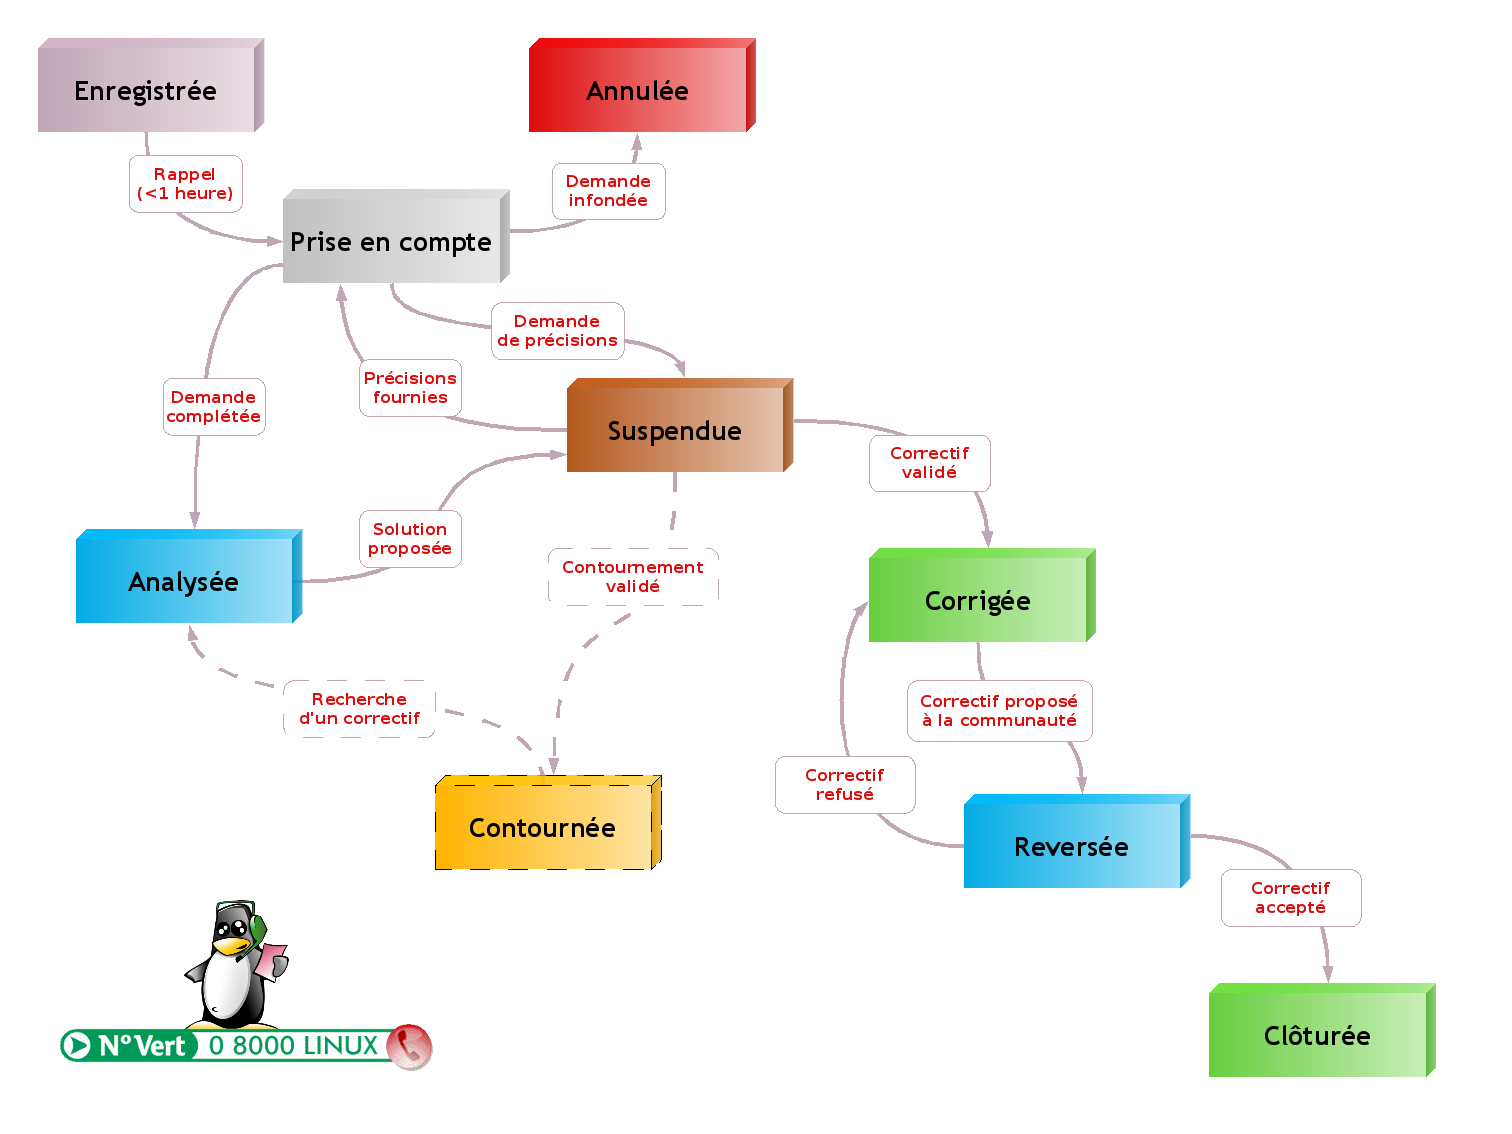 Enregistrée
Annulée
Rappel
(<1 heure)
Demande
infondée
Prise en compte
Demande
de précisions
Précisions
fournies
Demande
complétée
Suspendue
Correctif
validé
Solution
proposée
Analysée
Contournement
validé
Corrigée
Recherche
d'un correctif
Correctif proposé
à la communauté
Correctif
refusé
Contournée
Reversée
Correctif
accepté
Clôturée
N° Vert 0 8000 LINUX